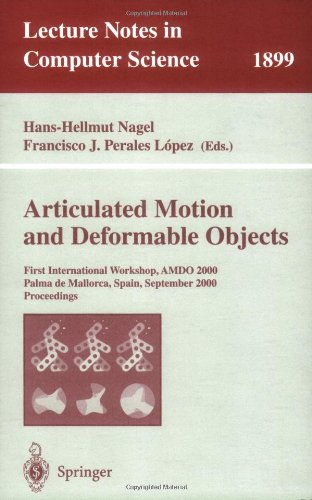 Lecture Notes in
Computer Science 1899
Hans-Hellmut Nagel
Francisco J. Perales López (Eds.)
Articulated Motion
and Deformable Objects
First International Workshop, AMDO 2000
Palma de Mallorca, Spain, September 2000
Proceedings
Springer